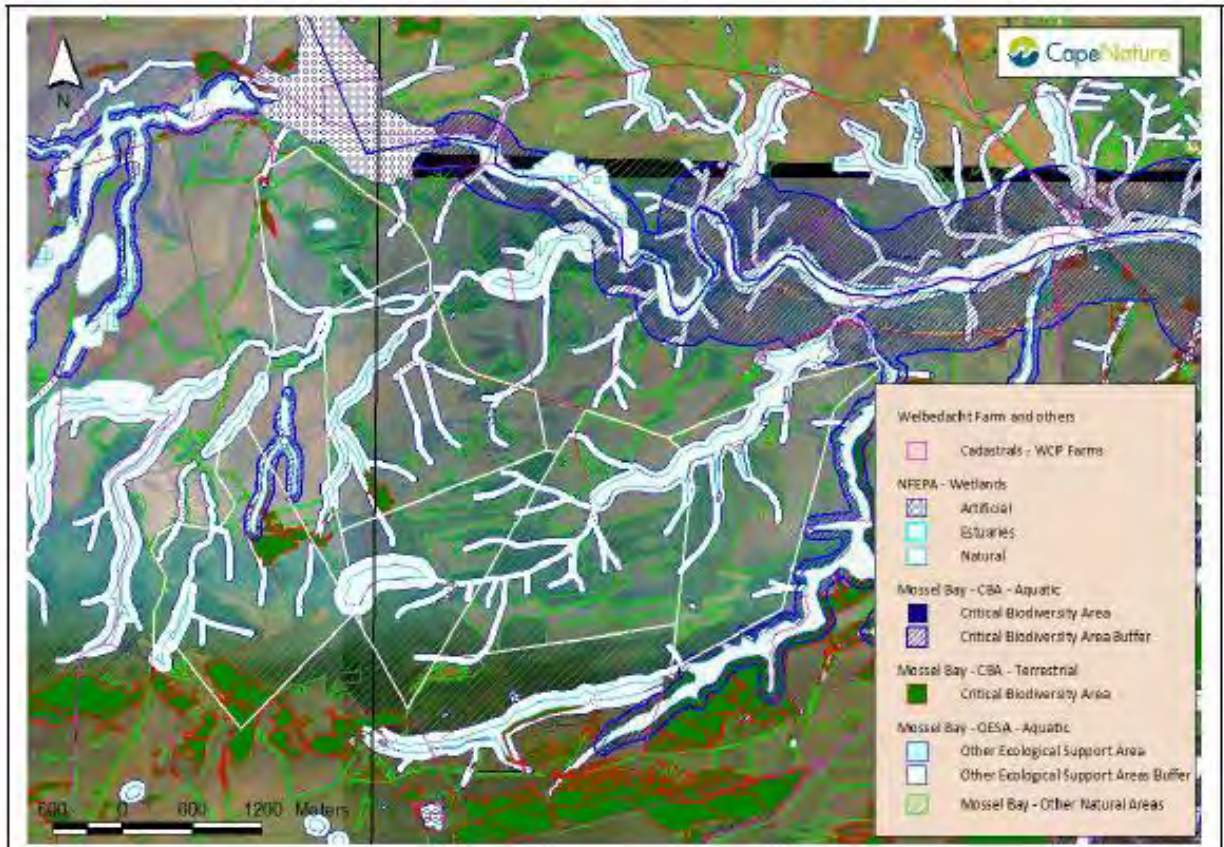 CapeNature
N
Welbedacht Farm and others
Cadastrals - WCP Farms
NFEPA - Wetlands
Artificial
Estuaries
Natural
Mossel Bay - CBA - Aquatic
Critical Biodiversity Area
Critical Biodiversity Area Buffer
Mossel Bay - CBA - Terrestrial
Critical Biodiversity Area
Mossel Bay - OESA - Aquatic
Other Ecological Support Area
Other Ecological Support Areas Buffer
Mossel Bay - Other Natural Areas
600 0 600 1200 Meters